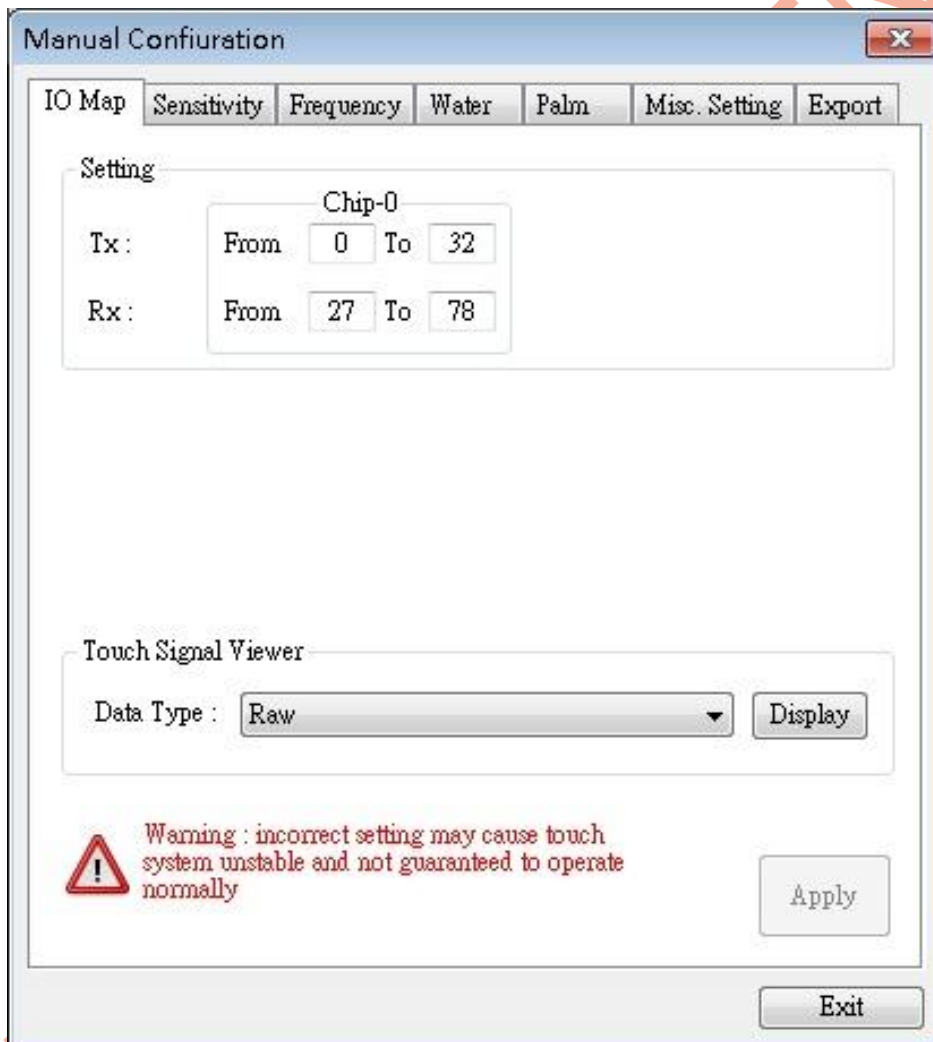 Manual Confiuration
IO Map Sensitivity Frequency Water Palm Misc. Setting Export
Setting
Chip-0
Tx : From 0 To 32
Rx : From 27 To 78
Touch Signal Viewer
Data Type : Raw Display
Warning : incorrect setting may cause touch
system unstable and not guaranteed to operate
normally
Apply
Exit